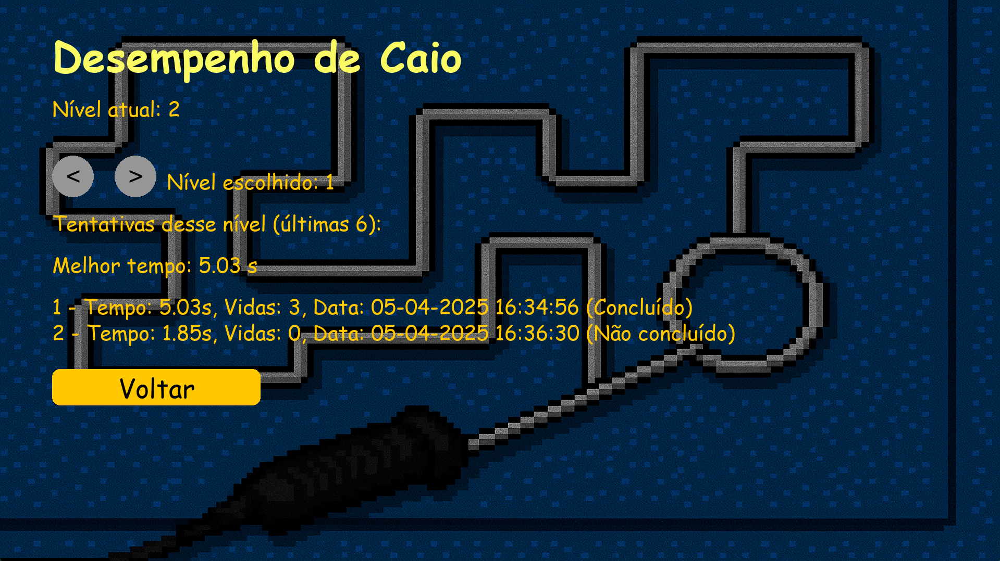 Desempenho de Caio
Nível atual: 2
< > Nível escolhido: 1
Tentativas desse nível (últimas 6):
Melhor tempo: 5.03 s
1 - Tempo: 5.03s, Vidas: 3, Data: 05-04-2025 16:34:56 (Concluído)
2 - Tempo: 1.85s, Vidas: 0, Data: 05-04-2025 16:36:30 (Não concluído)
Voltar